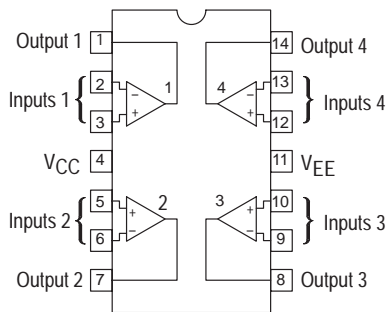 Output 1 1 14 Output 4
Inputs 1 { 2 − 1 4 − 13 } Inputs 4
3 + + 12
VCC 4 11 VEE
Inputs 2 { 5 + 2 3 + 10 } Inputs 3
6 − − 9
Output 2 7 8 Output 3